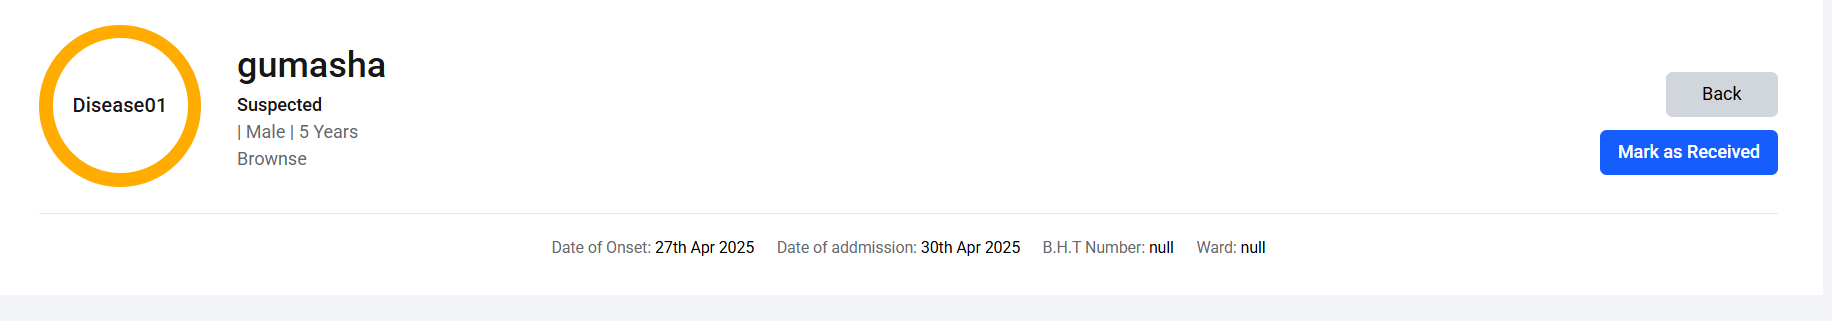 Disease01
gumasha
Suspected
| Male | 5 Years
Brownse
Back
Mark as Received
Date of Onset: 27th Apr 2025 Date of addmission: 30th Apr 2025 B.H.T Number: null Ward: null